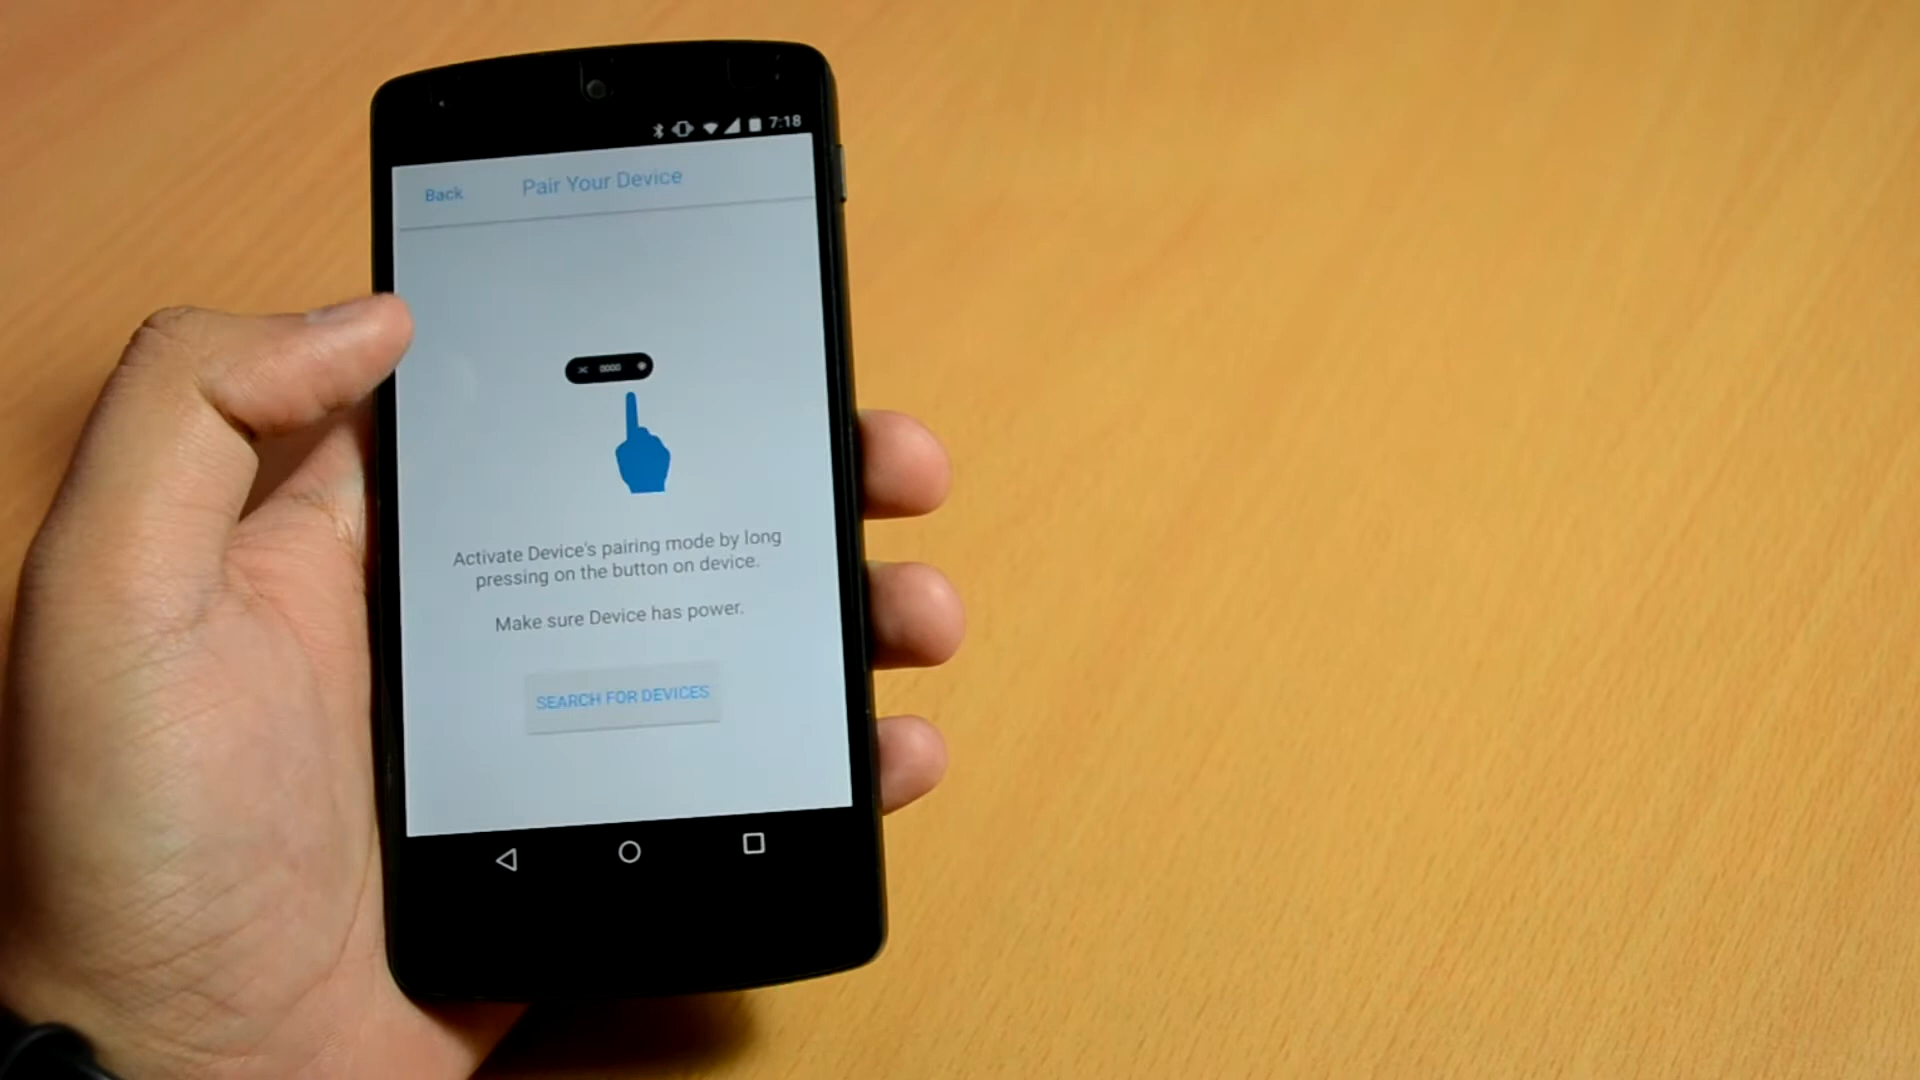 7:18
Back
Pair Your Device
0000
Activate Device's pairing mode by long
pressing on the button on device.
Make sure Device has power.
SEARCH FOR DEVICES